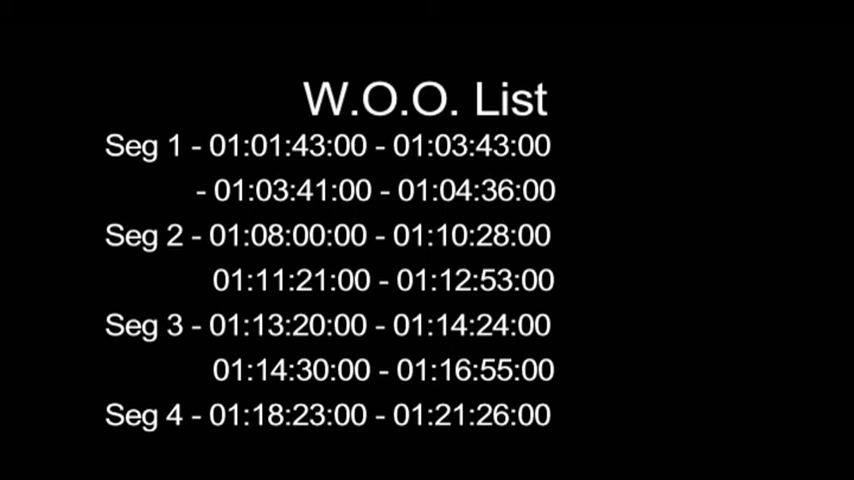 W.O.O. List
Seg 1 - 01:01:43:00 - 01:03:43:00
- 01:03:41:00 - 01:04:36:00
Seg 2 - 01:08:00:00 - 01:10:28:00
01:11:21:00 - 01:12:53:00
Seg 3 - 01:13:20:00 - 01:14:24:00
01:14:30:00 - 01:16:55:00
Seg 4 - 01:18:23:00 - 01:21:26:00